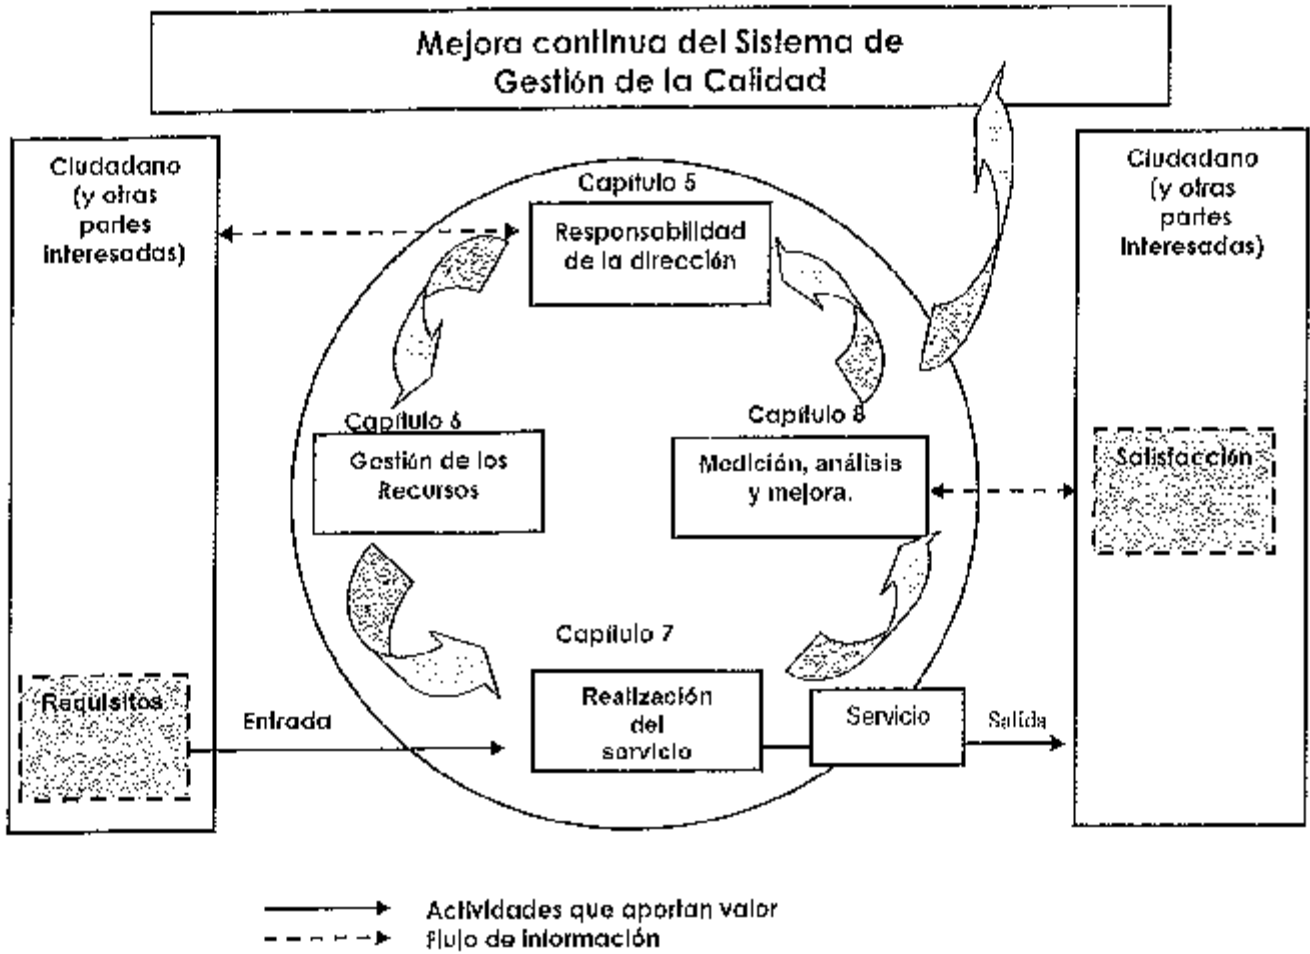 Mejora continua del Sistema de
Gestión de la Calidad
Ciudadano
(y otras
partes
interesadas)
Capítulo 5
Responsabilidad
de la dirección
Ciudadano
(y otras
partes
interesadas)
Capítulo 6
Gestión de los
Recursos
Capítulo 8
Medición, análisis
y mejora.
Satisfacción
Capítulo 7
Realización
del
servicio
Requisitos
Entrada
Servicio
Salida
Actividades que aportan valor
Flujo de información